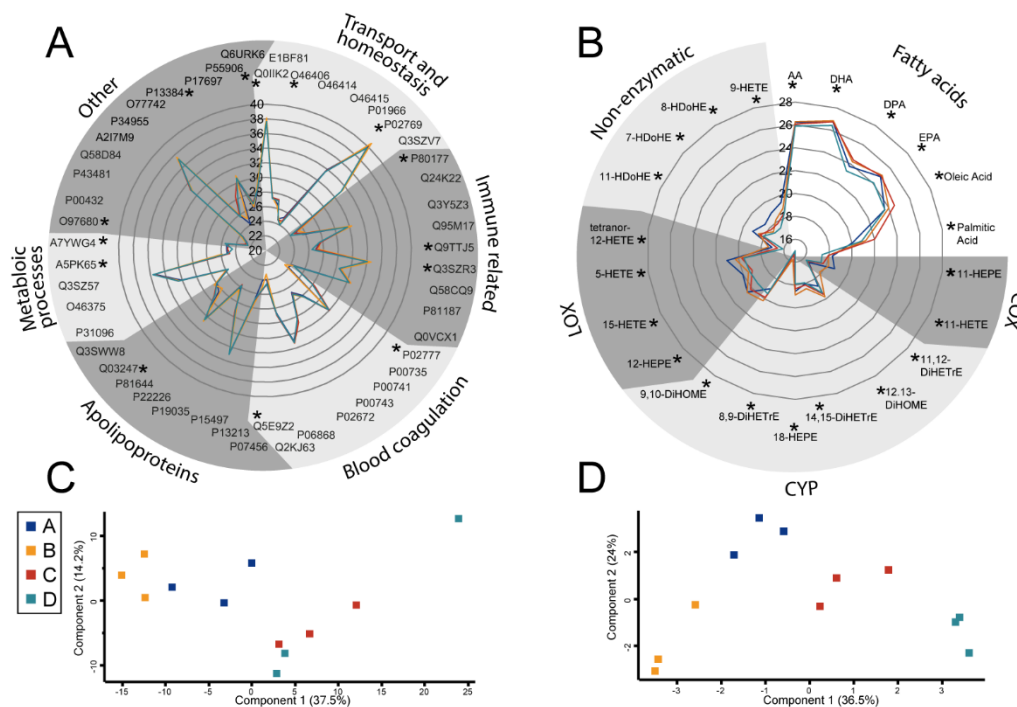 A
Transport and
homeostasis
Other
Q6URK6
E1BF81
P55906
*
Q0IIK2
*
O46406
*
P17697
O46414
P13384
*
O77742
O46415
P01966
P34955
*
P02769
A2I7M9
Q3SZV7
Q58D84
*
P80177
P43481
Q24K22
P00432
Q3Y5Z3
O97680
*
Q95M17
A7YWG4
*
*
Q9TTJ5
A5PK65
*
*
Q3SZR3
Q3SZ57
Q58CQ9
O46375
P81187
P31096
Q0VCX1
Q3SWW8
*
P02777
Q03247
*
P00735
P81644
P00741
P22226
P00743
P19035
P02672
P15497
*
Q5E9Z2
P13213
P06868
P07456
Q2KJ63
Immune related
Blood coagulation
Apolipoproteins
Metabloic
processes
40
38
36
34
32
30
28
26
24
22
20
B
Non-enzymatic
Fatty acids
AA
*
DHA
*
DPA
*
EPA
*
*
Oleic Acid
*
Palmitic
Acid
*
11-HEPE
*
11-HETE
*
11,12-
DiHETrE
*
12.13-
DiHOME
*
14,15-DiHETrE
*
18-HEPE
*
8,9-DiHETrE
*
9,10-DiHOME
*
12-HEPE
*
15-HETE
*
5-HETE
*
tetranor-
12-HETE
*
11-HDoHE
*
7-HDoHE
*
8-HDoHE
*
9-HETE
*
28
26
24
22
20
18
16
COX
LOX
CYP
C
A
B
C
D
Component 2 (14.2%)
10
0
-10
-15
-10
-5
0
5
10
15
20
25
Component 1 (37.5%)
D
Component 2 (24%)
2
0
-2
-3
-2
-1
0
1
2
3
Component 1 (36.5%)